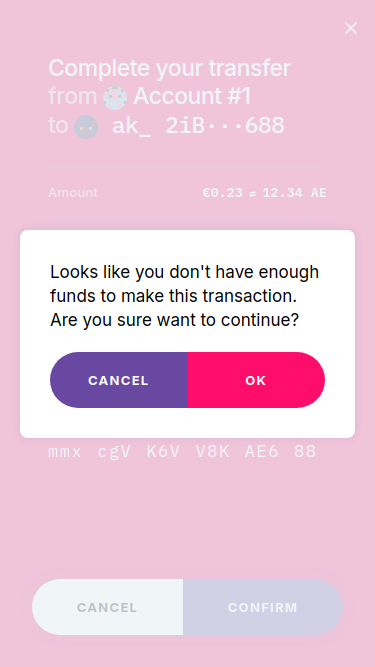 Complete your transfer
from Account #1
to ak_ 2iB···688
Amount €0.23 ⇄ 12.34 AE
Looks like you don't have enough
funds to make this transaction.
Are you sure want to continue?
CANCEL OK
mmx cgV K6V V8K AE6 88
CANCEL CONFIRM